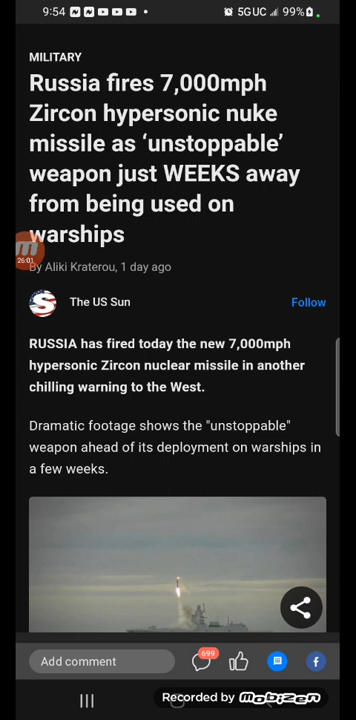 9:54
5GUC
99%
MILITARY
Russia fires 7,000mph
Zircon hypersonic nuke
missile as ‘unstoppable’
weapon just WEEKS away
from being used on
warships
26:01
By Aliki Kraterou, 1 day ago
S
The US Sun
Follow
RUSSIA has fired today the new 7,000mph
hypersonic Zircon nuclear missile in another
chilling warning to the West.
Dramatic footage shows the "unstoppable"
weapon ahead of its deployment on warships in
a few weeks.
Add comment
699
f
Recorded by mobizen